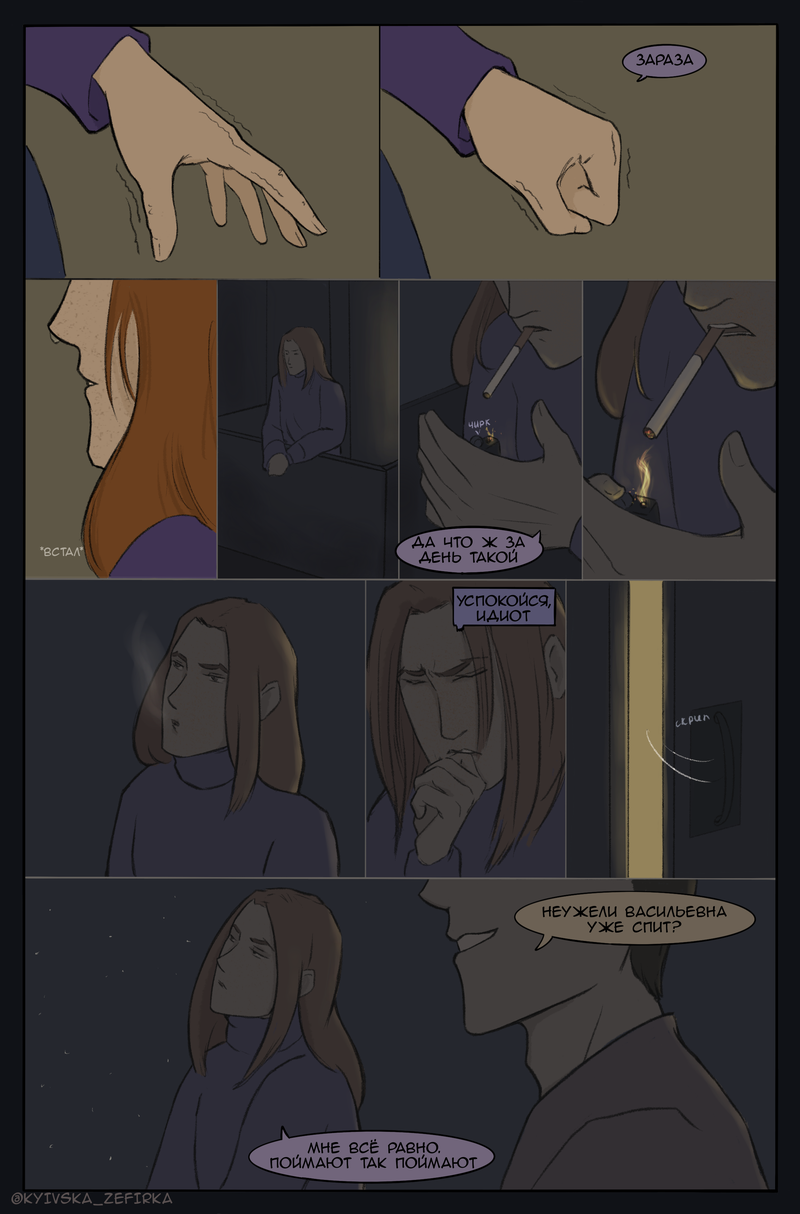 ЗАРАЗА
"ВСТАЛ"
ЧИРК
ДА ЧТО Ж ЗА
ДЕНЬ ТАКОЙ
УСПОКОЙСЯ,
ИДИОТ
СКРИП
НЕУЖЕЛИ ВАСИЛЬЕВНА
УЖЕ СПИТ?
МНЕ ВСЁ РАВНО.
ПОЙМАЮТ ТАК ПОЙМАЮТ
@KYIVSKA_ZEFIRKA